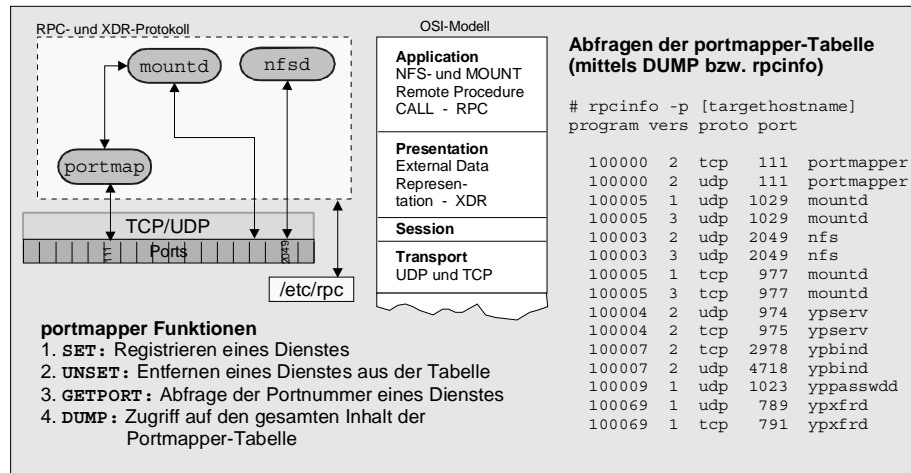 RPC- und XDR-Protokoll
mountd
nfsd
portmap
TCP/UDP
Ports
111
2049
/etc/rpc
OSI-Modell
Application
NFS- und MOUNT
Remote Procedure
CALL - RPC
Presentation
External Data
Represen-
tation - XDR
Session
Transport
UDP und TCP
portmapper Funktionen
1. SET: Registrieren eines Dienstes
2. UNSET: Entfernen eines Dienstes aus der Tabelle
3. GETPORT: Abfrage der Portnummer eines Dienstes
4. DUMP: Zugriff auf den gesamten Inhalt der
Portmapper-Tabelle
Abfragen der portmapper-Tabelle
(mittels DUMP bzw. rpcinfo)
# rpcinfo -p [targethostname]
program vers proto port
100000 2 tcp 111 portmapper
100000 2 udp 111 portmapper
100005 1 udp 1029 mountd
100005 3 udp 1029 mountd
100003 2 udp 2049 nfs
100003 3 udp 2049 nfs
100005 1 tcp 977 mountd
100005 3 tcp 977 mountd
100004 2 udp 974 ypserv
100004 2 tcp 975 ypserv
100007 2 tcp 2978 ypbind
100007 2 udp 4718 ypbind
100009 1 udp 1023 yppasswdd
100069 1 udp 789 ypxfrd
100069 1 tcp 791 ypxfrd